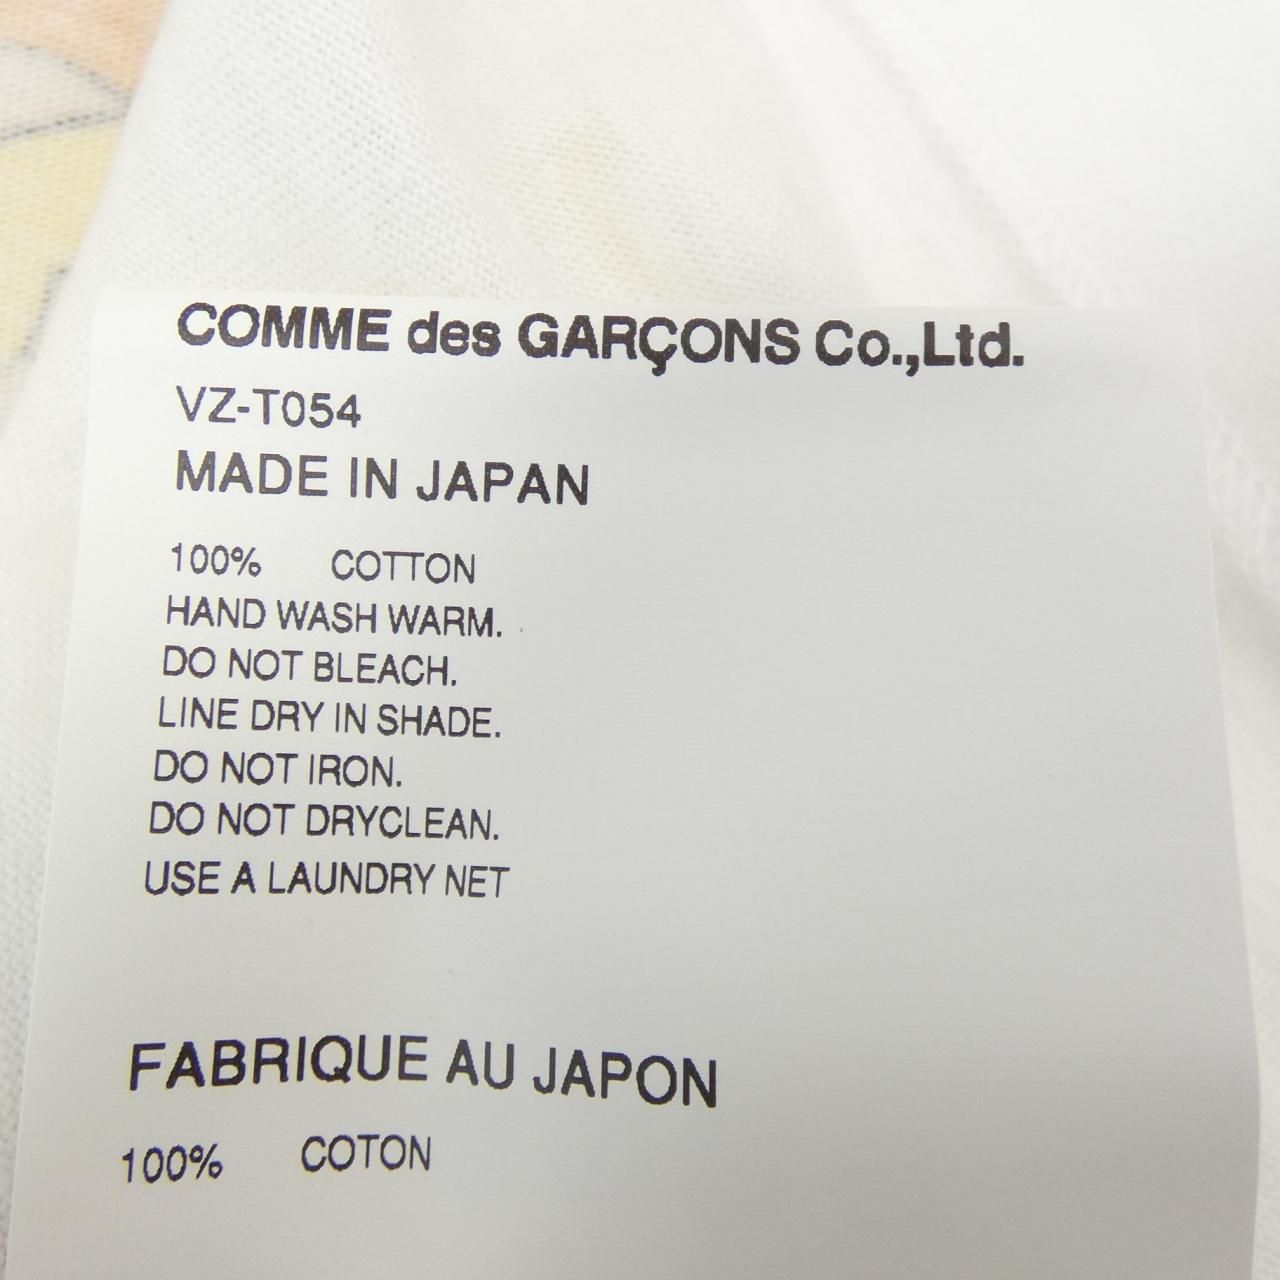 COMME des GARÇONS Co.,Ltd.
VZ-T054
MADE IN JAPAN
100% COTTON
HAND WASH WARM.
DO NOT BLEACH.
LINE DRY IN SHADE.
DO NOT IRON.
DO NOT DRYCLEAN.
USE A LAUNDRY NET
FABRIQUE AU JAPON
100% COTON